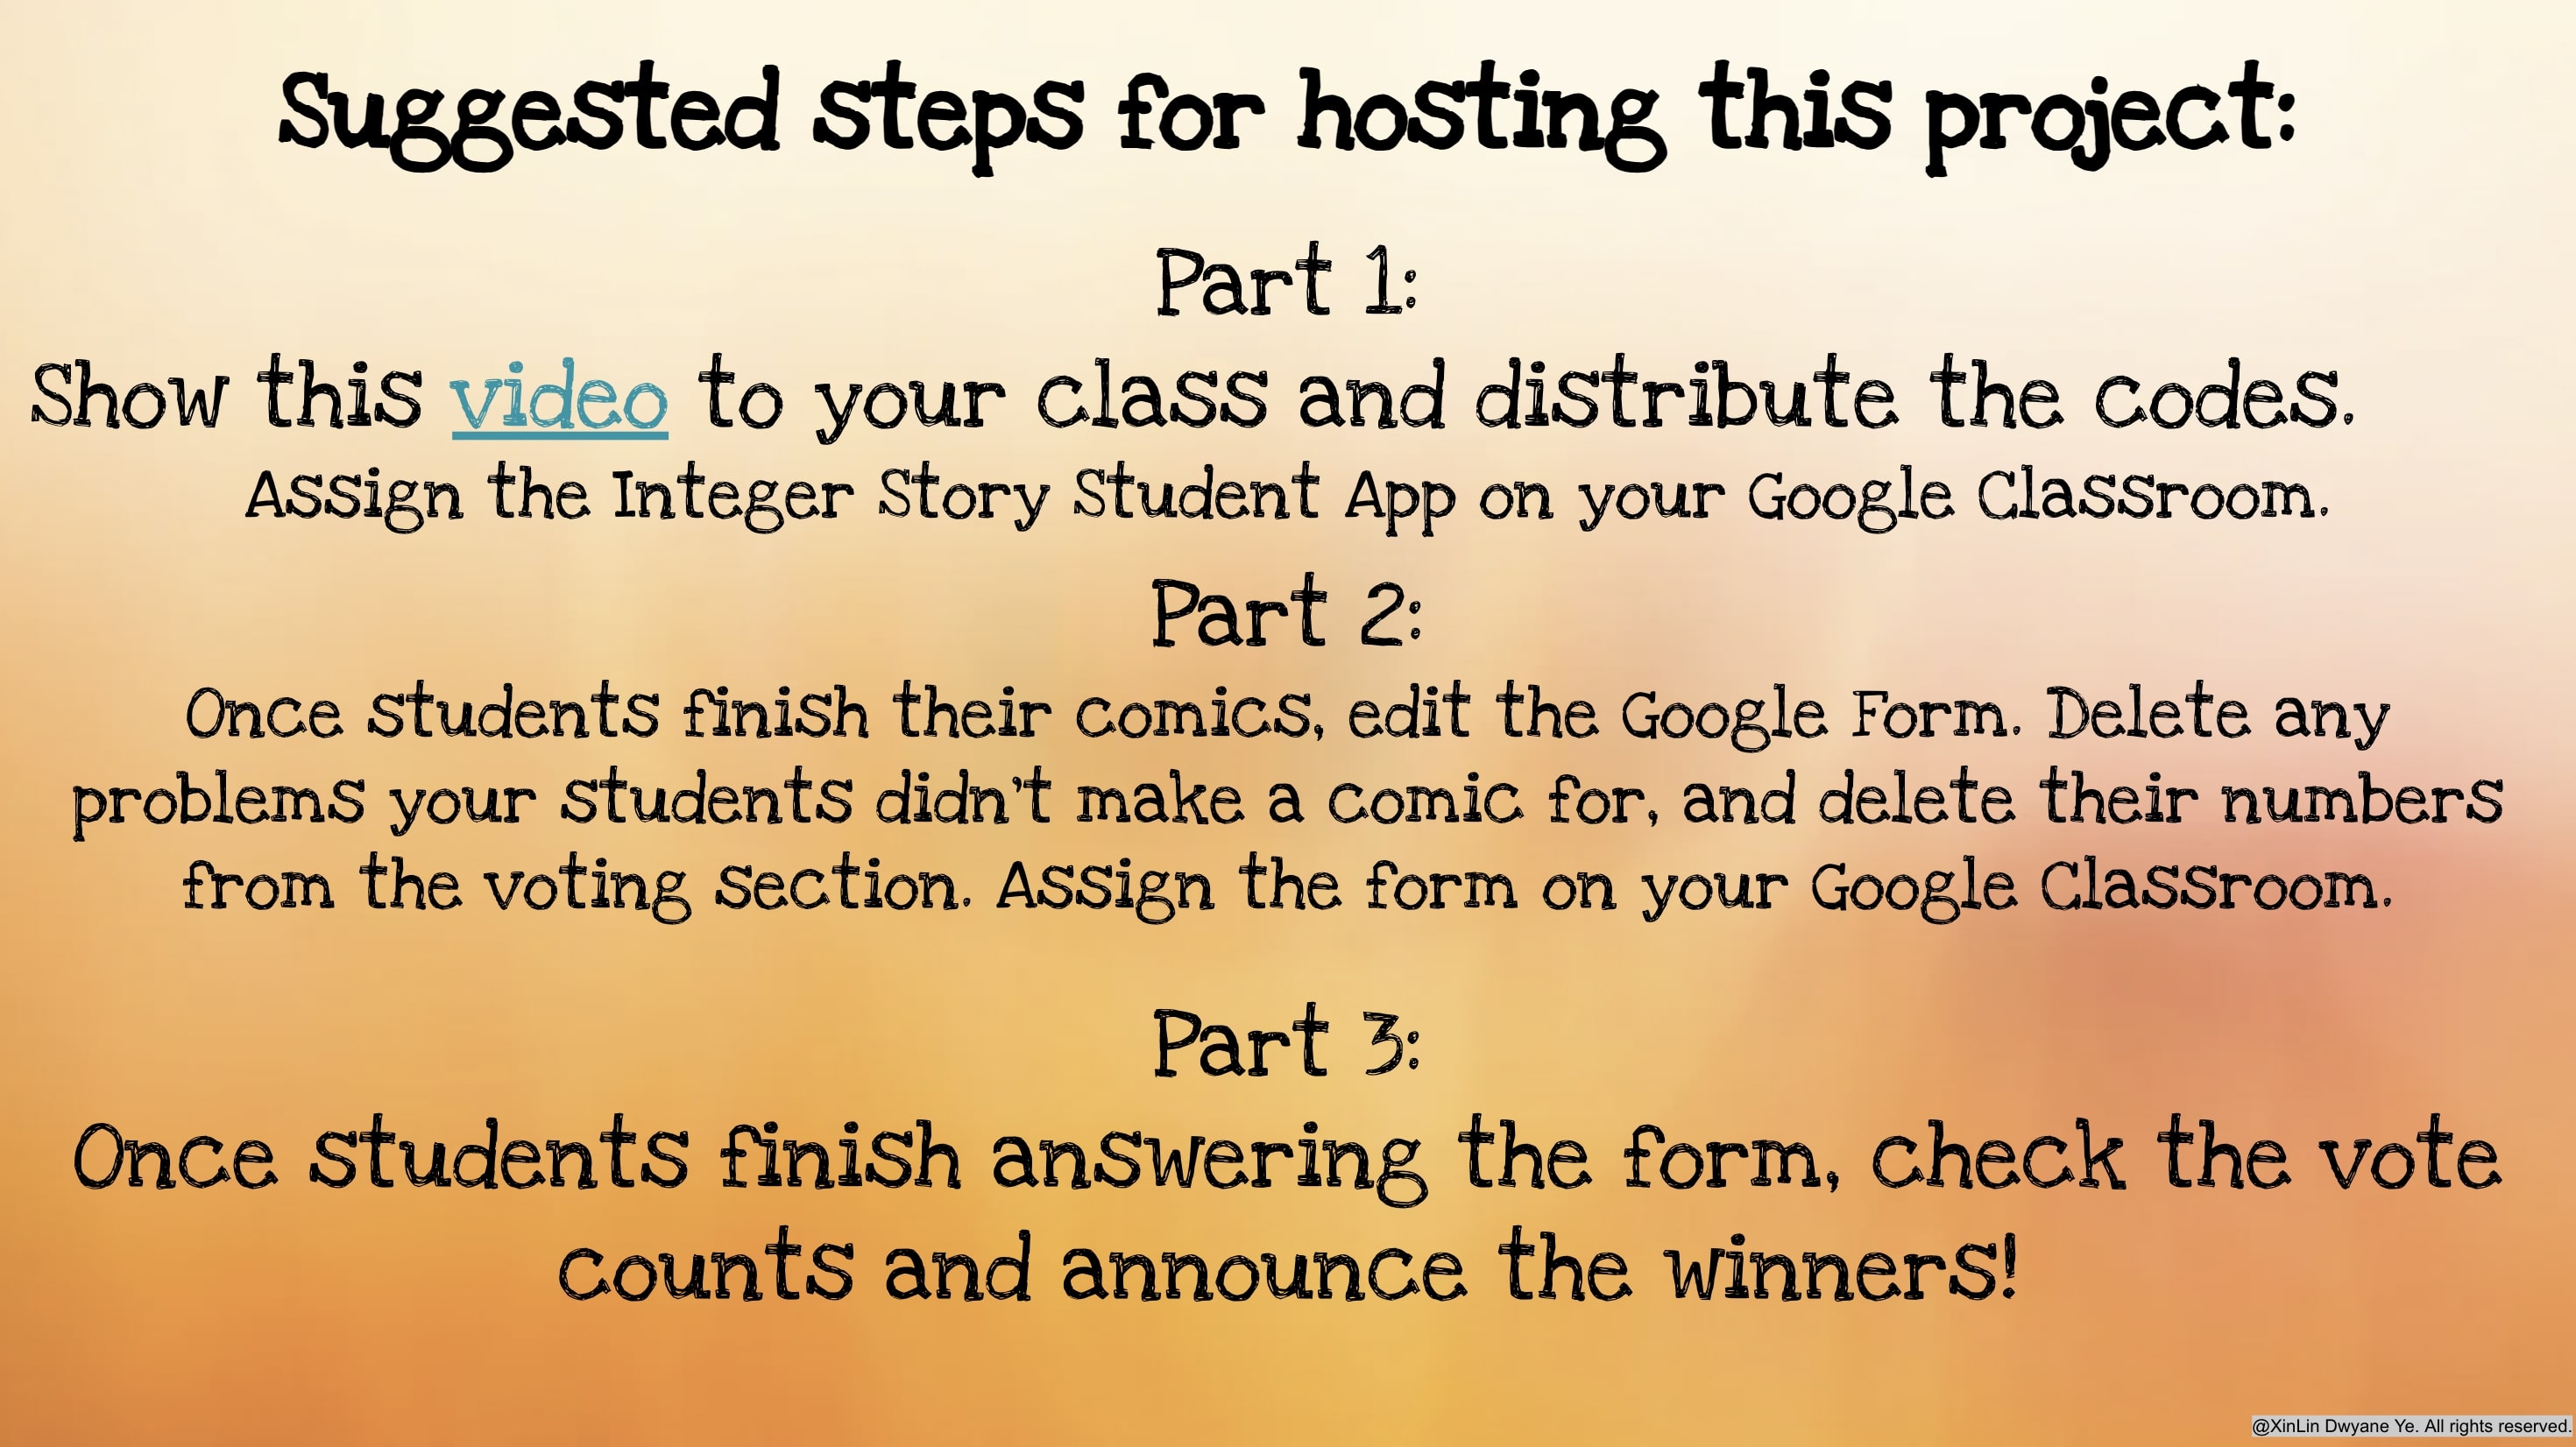 Suggested steps for hosting this project:
Part 1:
Show this video to your class and distribute the codes.
Assign the Integer Story Student App on your Google Classroom.
Part 2:
Once students finish their comics, edit the Google Form. Delete any
problems your students didn't make a comic for, and delete their numbers
from the voting section. Assign the form on your Google Classroom.
Part 3:
Once students finish answering the form, check the vote
counts and announce the winners!
@XinLin Dwyane Ye. All rights reserved.